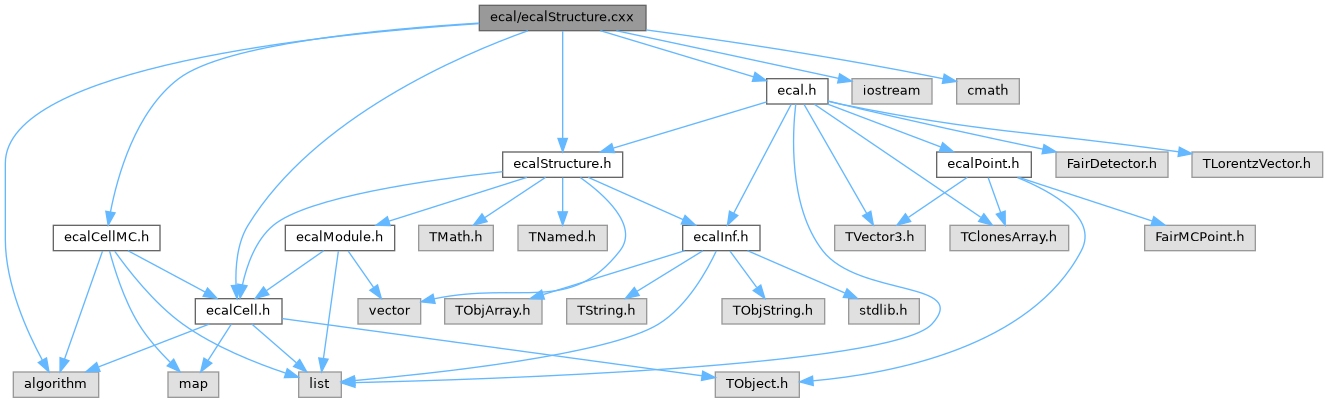 ecal/ecalStructure.cxx
ecal.h
iostream
cmath
ecalStructure.h
ecalPoint.h
FairDetector.h
TLorentzVector.h
ecalCellMC.h
ecalModule.h
TMath.h
TNamed.h
ecalInf.h
TVector3.h
TClonesArray.h
FairMCPoint.h
ecalCell.h
vector
TObjArray.h
TString.h
TObjString.h
stdlib.h
algorithm
map
list
TObject.h